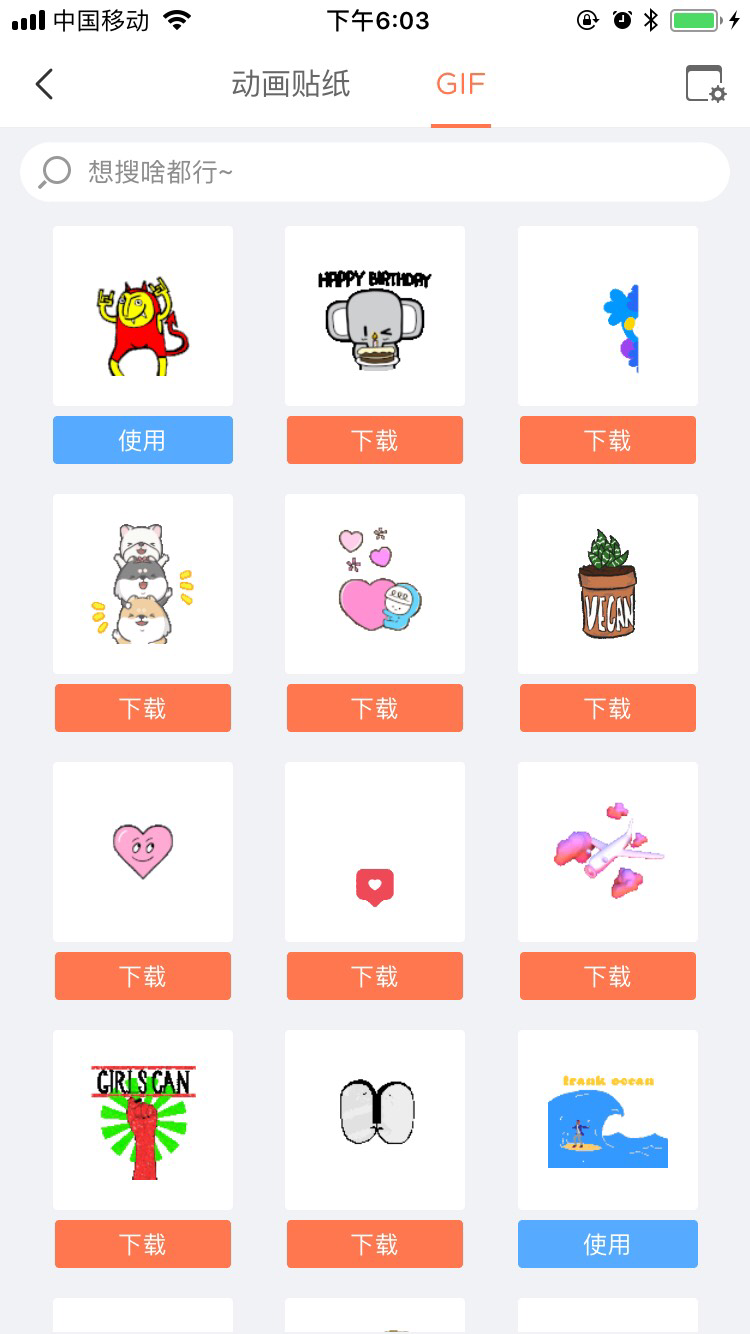 中国移动
下午6:03
动画贴纸
GIF
想搜啥都行~
HAPPY BIRTHDAY
使用
下载
下载
VEGAN
下载
下载
下载
下载
下载
下载
GIRLS CAN
frank ocean
下载
下载
使用